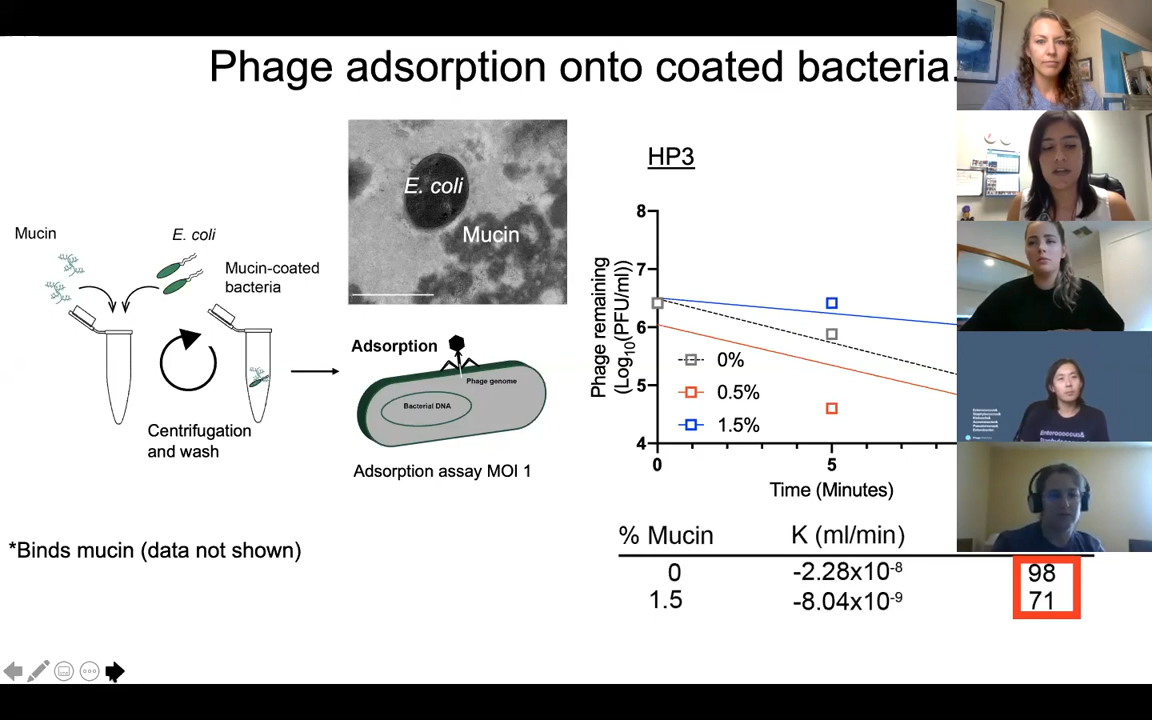 Phage adsorption onto coated bacteria.
Mucin
E. coli
Mucin-coated
bacteria
Centrifugation
and wash
*Binds mucin (data not shown)
E. coli
Mucin
Adsorption
Phage genome
Bacterial DNA
Adsorption assay MOI 1
HP3
Phage remaining
(Log10(PFU/ml))
8
7
6
5
4
0%
0.5%
1.5%
0
5
Time (Minutes)
% Mucin K (ml/min)
0 -2.28x10-8 98
1.5 -8.04x10-9 71